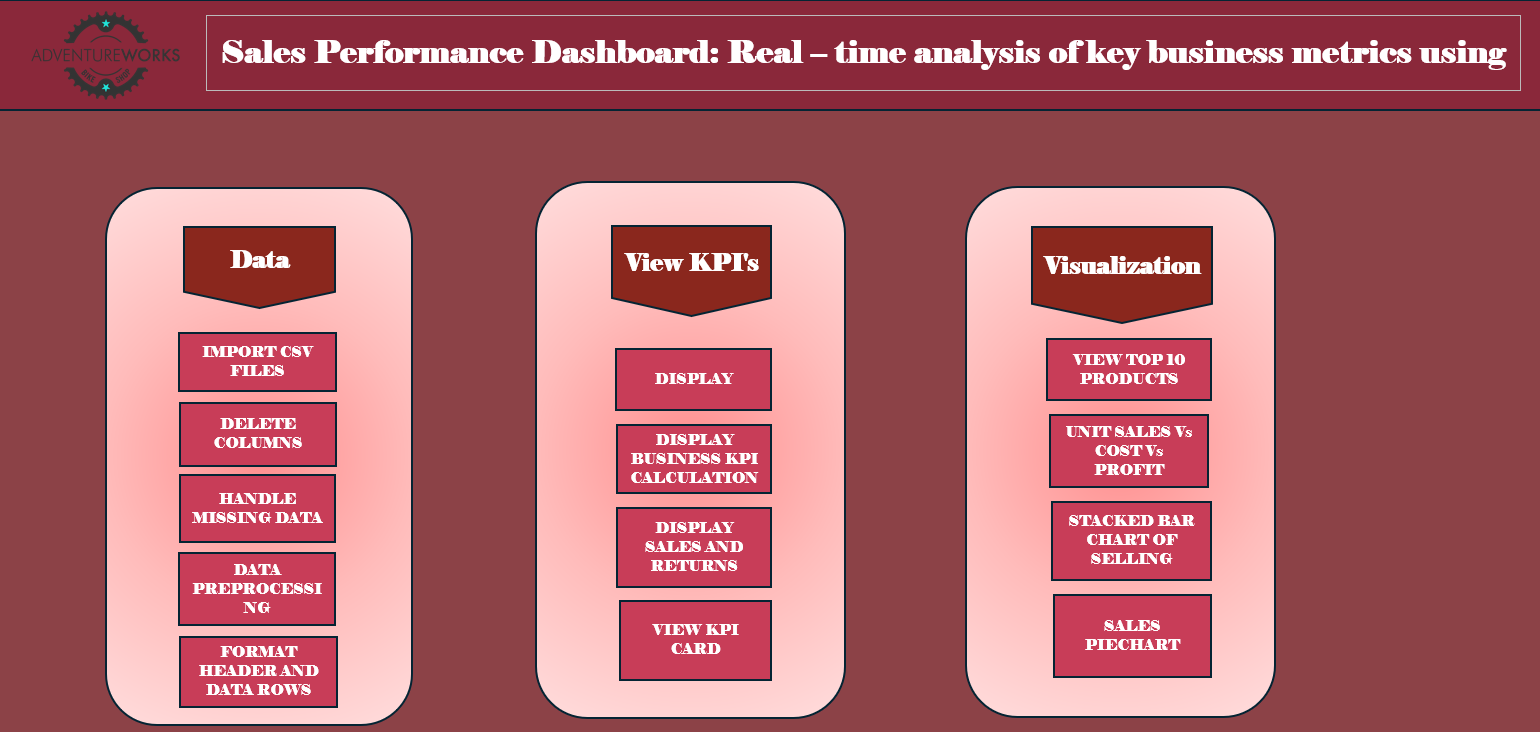 ADVENTUREWORKS
BIKE SHOP
Sales Performance Dashboard: Real – time analysis of key business metrics using
Data
IMPORT CSV
FILES
DELETE
COLUMNS
HANDLE
MISSING DATA
DATA
PREPROCESSI
NG
FORMAT
HEADER AND
DATA ROWS
View KPI's
DISPLAY
DISPLAY
BUSINESS KPI
CALCULATION
DISPLAY
SALES AND
RETURNS
VIEW KPI
CARD
Visualization
VIEW TOP 10
PRODUCTS
UNIT SALES Vs
COST Vs
PROFIT
STACKED BAR
CHART OF
SELLING
SALES
PIECHART